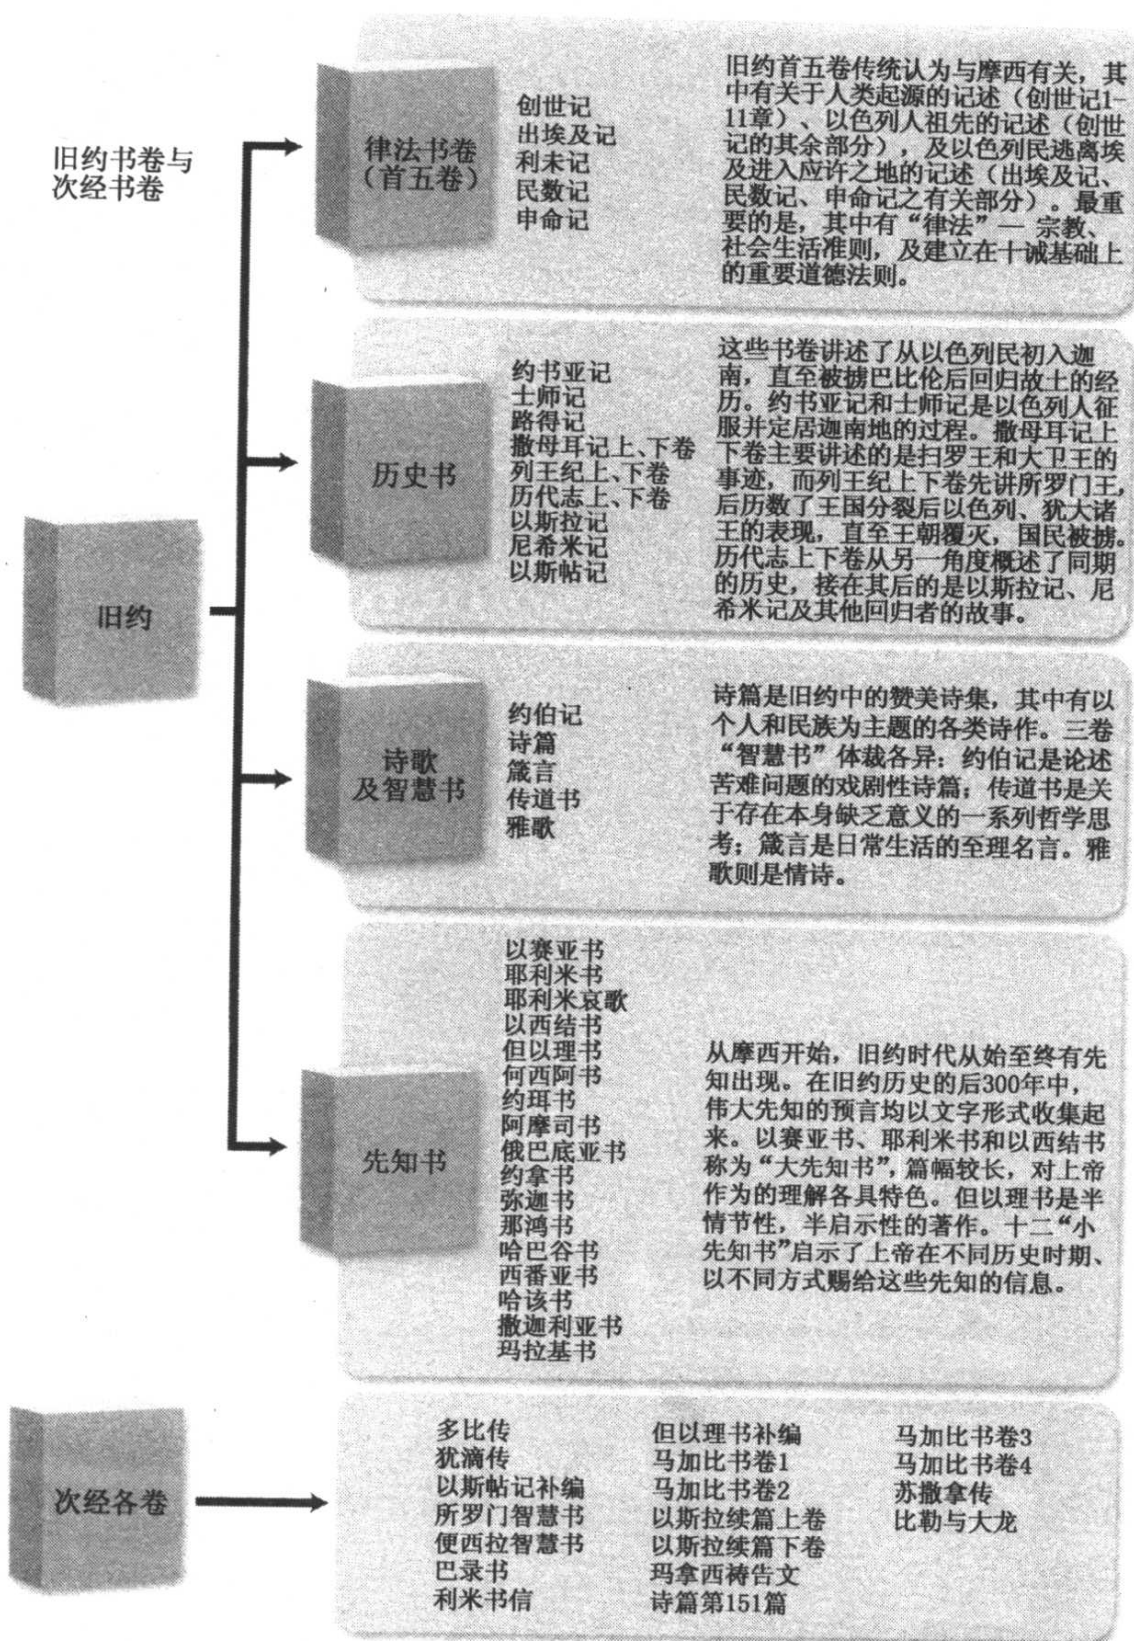 旧约书卷与
次经书卷
旧约
律法书卷
（首五卷）
创世记
出埃及记
利未记
民数记
申命记
旧约首五卷传统认为与摩西有关，其
中有关于人类起源的记述（创世记1-
11章）、以色列人祖先的记述（创世
记的其余部分），及以色列民逃离埃
及进入应许之地的记述（出埃及记、
民数记、申命记之有关部分）。最重
要的是，其中有“律法”— 宗教、
社会生活准则，及建立在十诫基础上
的重要道德法则。
历史书
约书亚记
士师记
路得记
撒母耳记上、下卷
列王纪上、下卷
历代志上、下卷
以斯拉记
尼希米记
以斯帖记
这些书卷讲述了从以色列民初入迦
南，直至被掳巴比伦后回归故土的经
历。约书亚记和士师记是以色列人征
服并定居迦南地的过程。撒母耳记上
下卷主要讲述的是扫罗王和大卫王的
事迹，而列王纪上下卷先讲所罗门王，
后历数了王国分裂后以色列、犹大诸
王的表现，直至王朝覆灭，国民被掳。
历代志上下卷从另一角度概述了同期
的历史，接在其后的是以斯拉记、尼
希米记及其他回归者的故事。
诗歌
及智慧书
约伯记
诗篇
箴言
传道书
雅歌
诗篇是旧约中的赞美诗集，其中有以
个人和民族为主题的各类诗作。三卷
“智慧书”体裁各异：约伯记是论述
苦难问题的戏剧性诗篇；传道书是关
于存在本身缺乏意义的一系列哲学思
考；箴言是日常生活的至理名言。雅
歌则是情诗。
先知书
以赛亚书
耶利米书
耶利米哀歌
以西结书
但以理书
何西阿书
约珥书
阿摩司书
俄巴底亚书
约拿书
弥迦书
那鸿书
哈巴谷书
西番亚书
哈该书
撒迦利亚书
玛拉基书
从摩西开始，旧约时代从始至终有先
知出现。在旧约历史的后300年中，
伟大先知的预言均以文字形式收集起
来。以赛亚书、耶利米书和以西结书
称为“大先知书”，篇幅较长，对上帝
作为的理解各具特色。但以理书是半
情节性，半启示性的著作。十二“小
先知书”启示了上帝在不同历史时期、
以不同方式赐给这些先知的信息。
次经各卷
多比传
犹滴传
以斯帖记补编
所罗门智慧书
便西拉智慧书
巴录书
利米书信
但以理书补编
马加比书卷1
马加比书卷2
以斯拉续篇上卷
以斯拉续篇下卷
玛拿西祷告文
诗篇第151篇
马加比书卷3
马加比书卷4
苏撒拿传
比勒与大龙